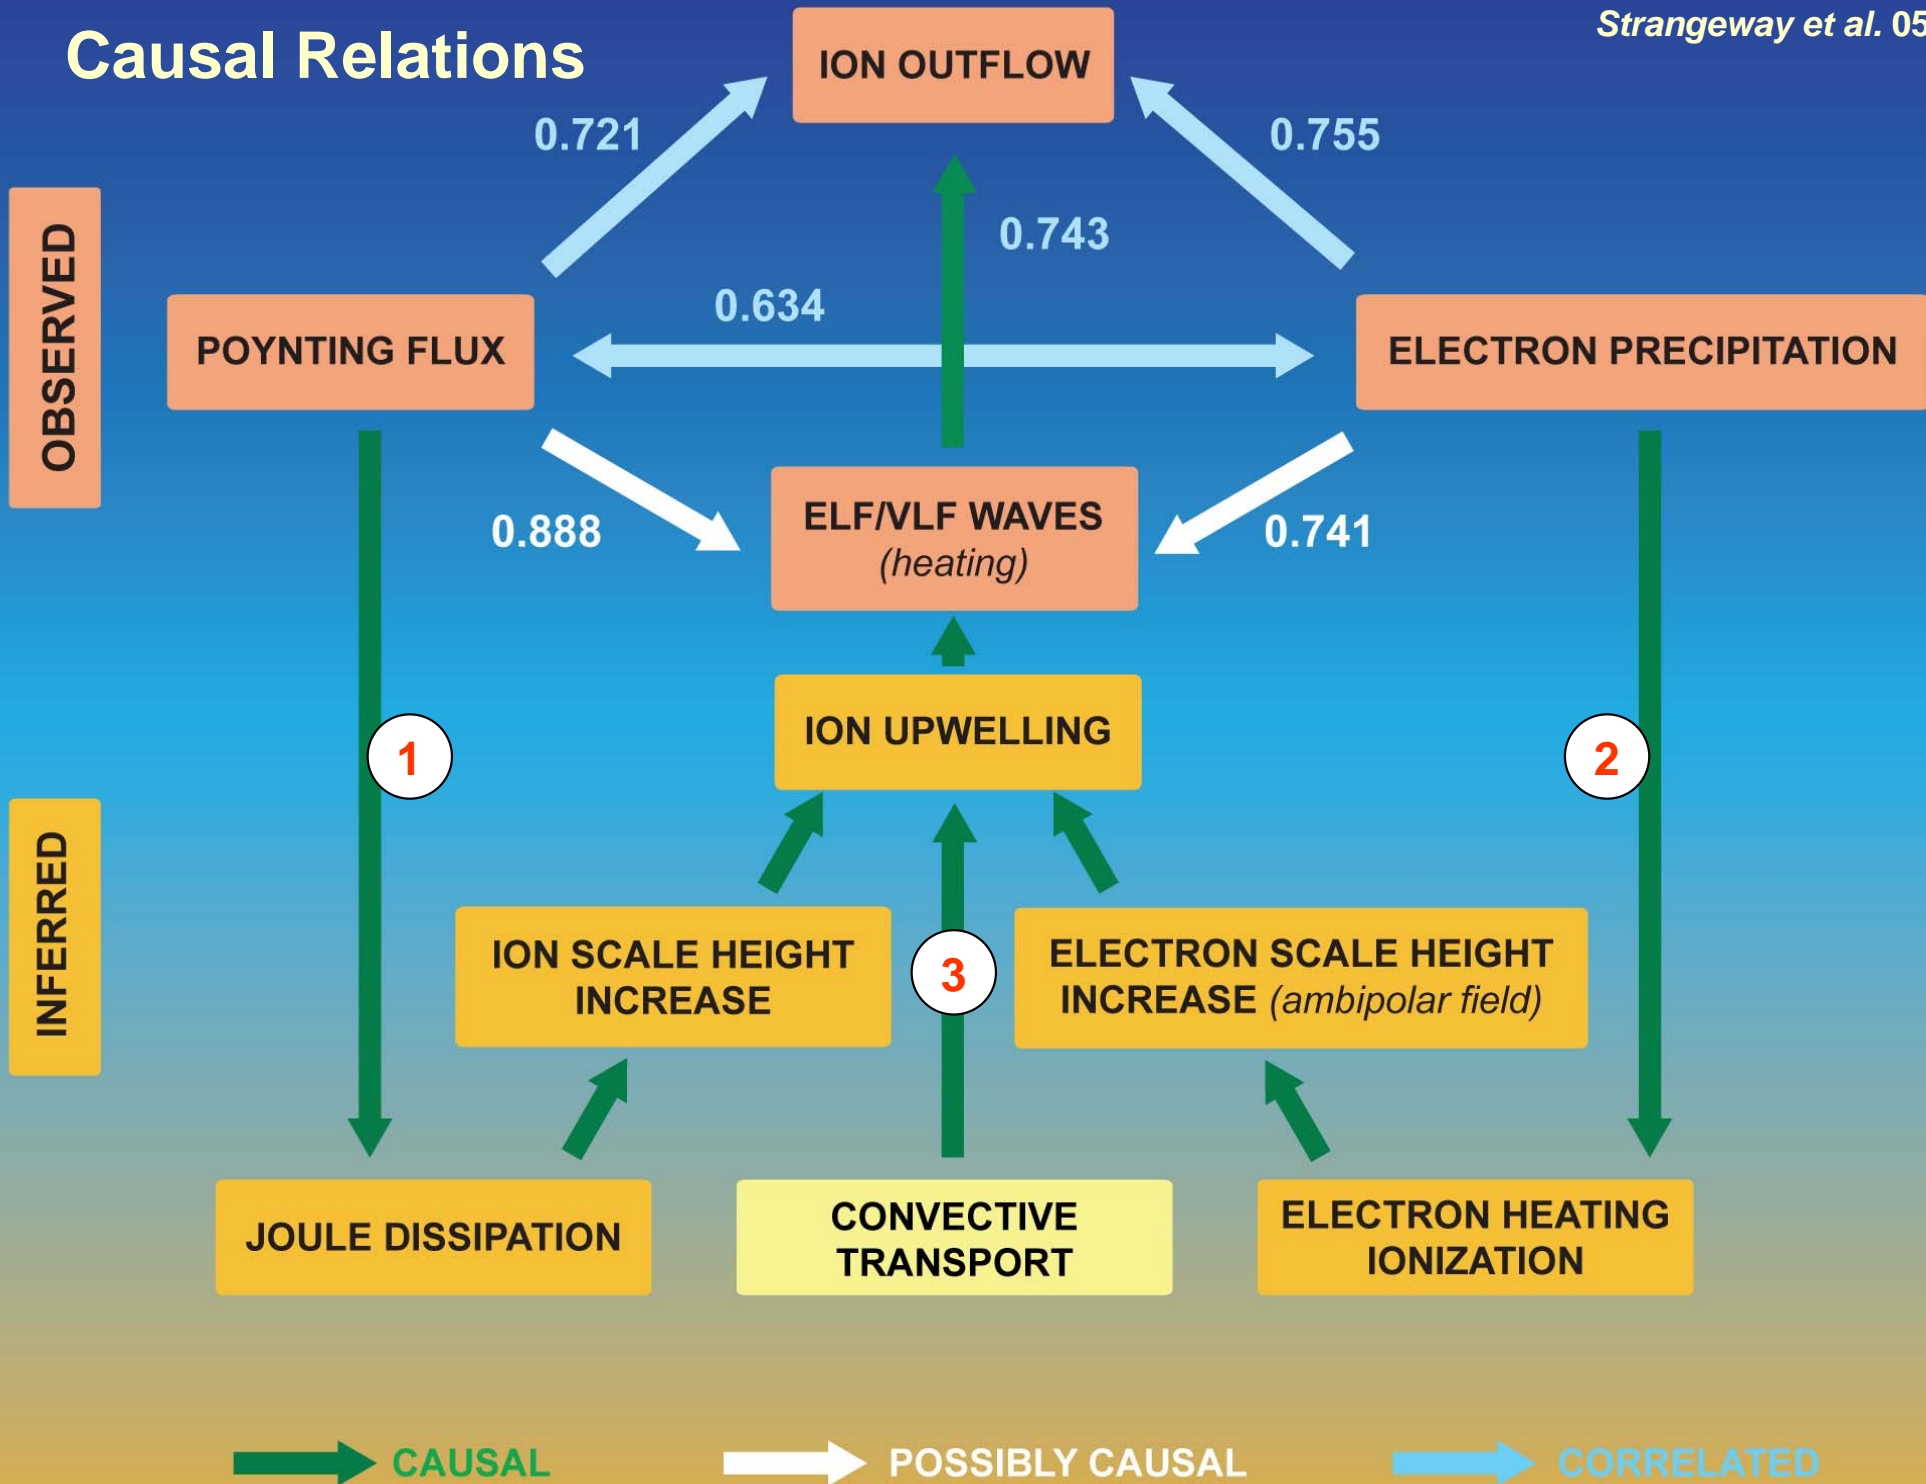 Causal Relations
Strangeway et al. 05
ION OUTFLOW
0.721
0.755
0.743
0.634
OBSERVED
POYNTING FLUX
ELECTRON PRECIPITATION
0.888
ELF/VLF WAVES
(heating)
0.741
ION UPWELLING
1
2
INFERRED
ION SCALE HEIGHT
INCREASE
3
ELECTRON SCALE HEIGHT
INCREASE (ambipolar field)
JOULE DISSIPATION
CONVECTIVE
TRANSPORT
ELECTRON HEATING
IONIZATION
CAUSAL
POSSIBLY CAUSAL
CORRELATED